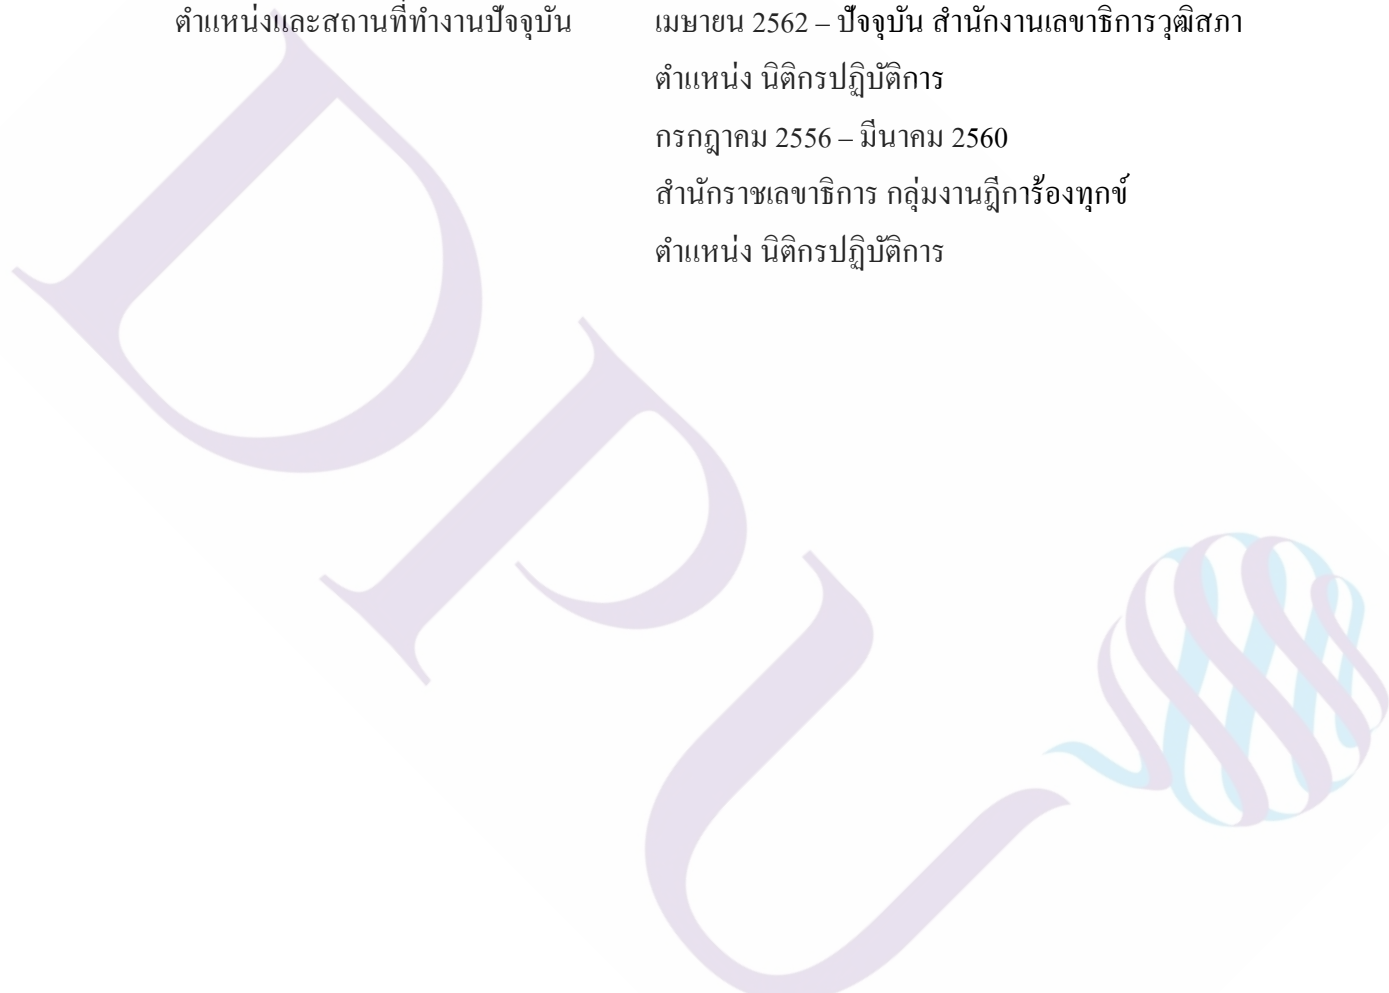 ตำแหน่งและสถานที่ทำงานปัจจุบัน เมษายน 2562 – ปัจจุบัน สำนักงานเลขาธิการวุฒิสภา
ตำแหน่ง นิติกรปฏิบัติการ
กรกฎาคม 2556 – มีนาคม 2560
สำนักราชเลขาธิการ กลุ่มงานฎีการ้องทุกข์
ตำแหน่ง นิติกรปฏิบัติการ
DPU